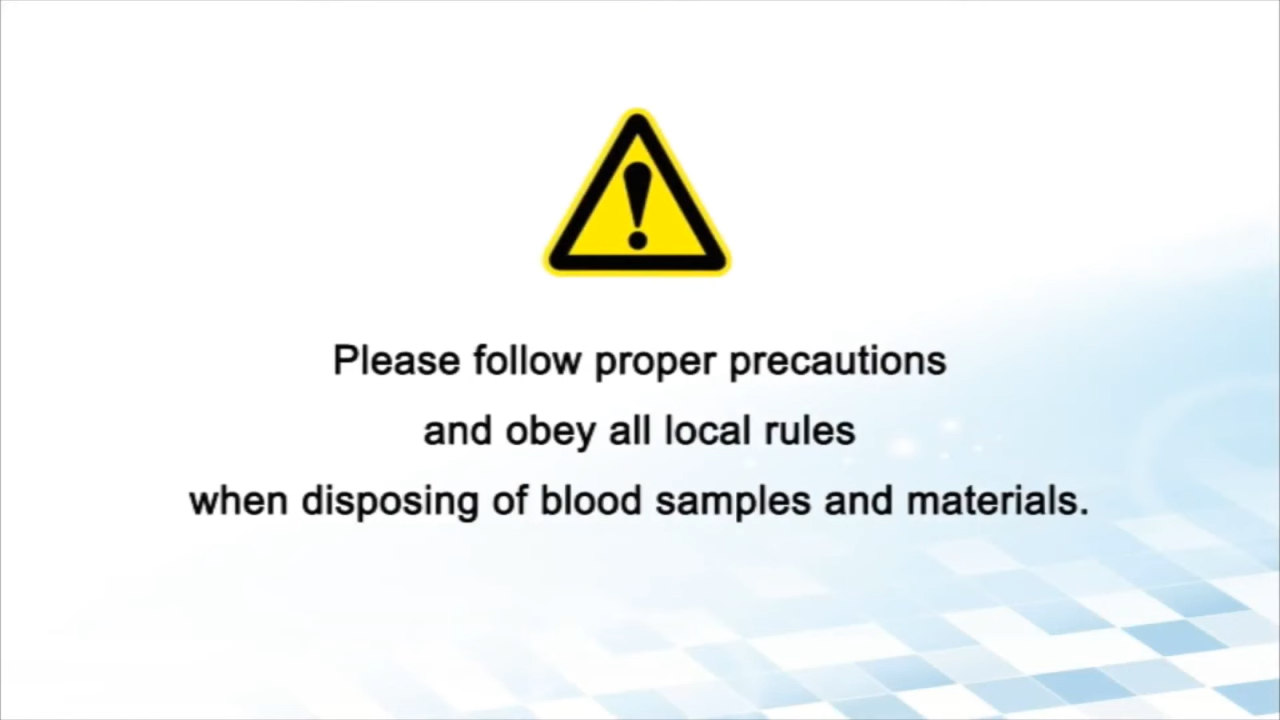 Please follow proper precautions
and obey all local rules
when disposing of blood samples and materials.